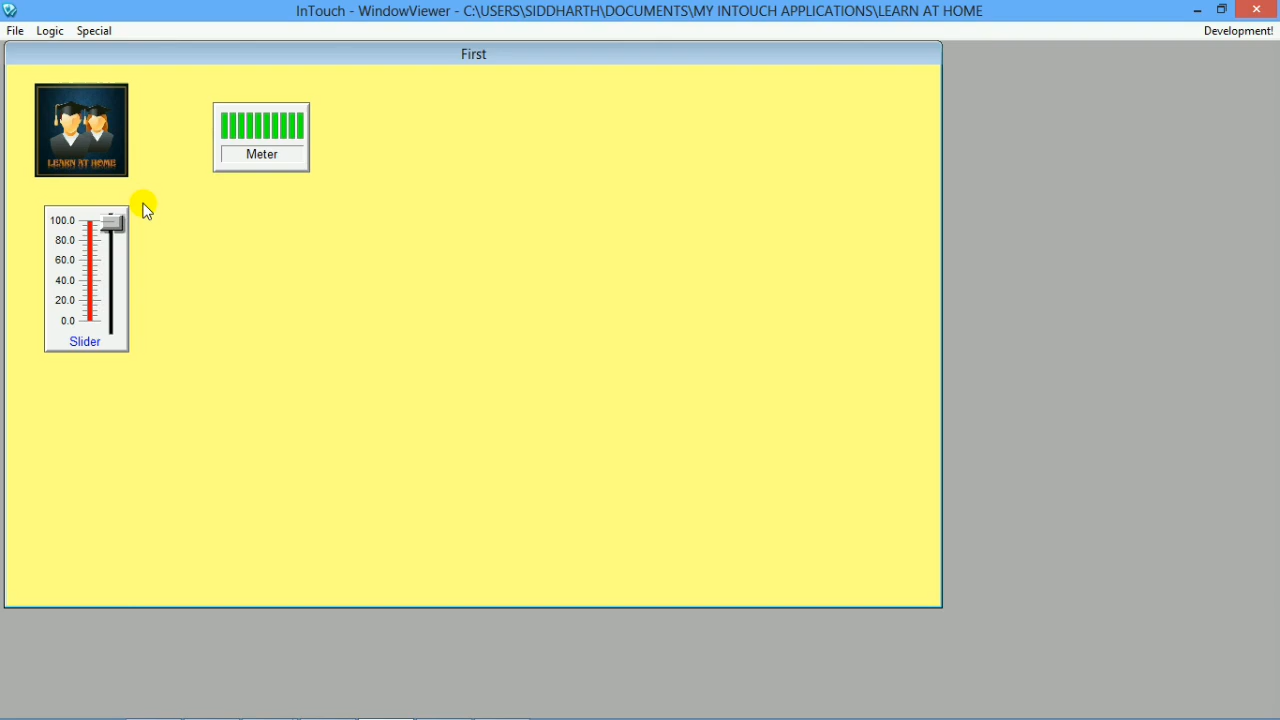 InTouch - WindowViewer - C:\USERS\SIDDHARTH\DOCUMENTS\MY INTOUCH APPLICATIONS\LEARN AT HOME
File Logic Special Development!
First
LEARN AT HOME
Meter
100.0
80.0
60.0
40.0
20.0
0.0
Slider